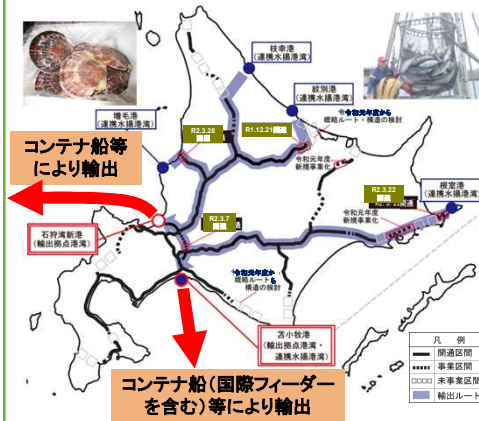 枝幸港
(連携水揚港湾)
紋別港
(連携水揚港湾)
増毛港
(連携水揚港湾)
R2.3.28
開通
R1.12.21開通
令和元年度から
概略ルート・構造の検討
令和元年度
新規事業化
コンテナ船等
により輸出
R2.3.22
開通
根室港
(連携水揚港湾)
令和元年度
新規事業化
石狩湾新港
(輸出拠点港湾)
R2.3.7
開通
令和元年度から
概略ルート・
構造の検討
苫小牧港
(輸出拠点港湾・
連携水揚港湾)
コンテナ船(国際フィーダー
を含む)等により輸出
凡 例
開通区間
事業区間
未事業区間
輸出ルート